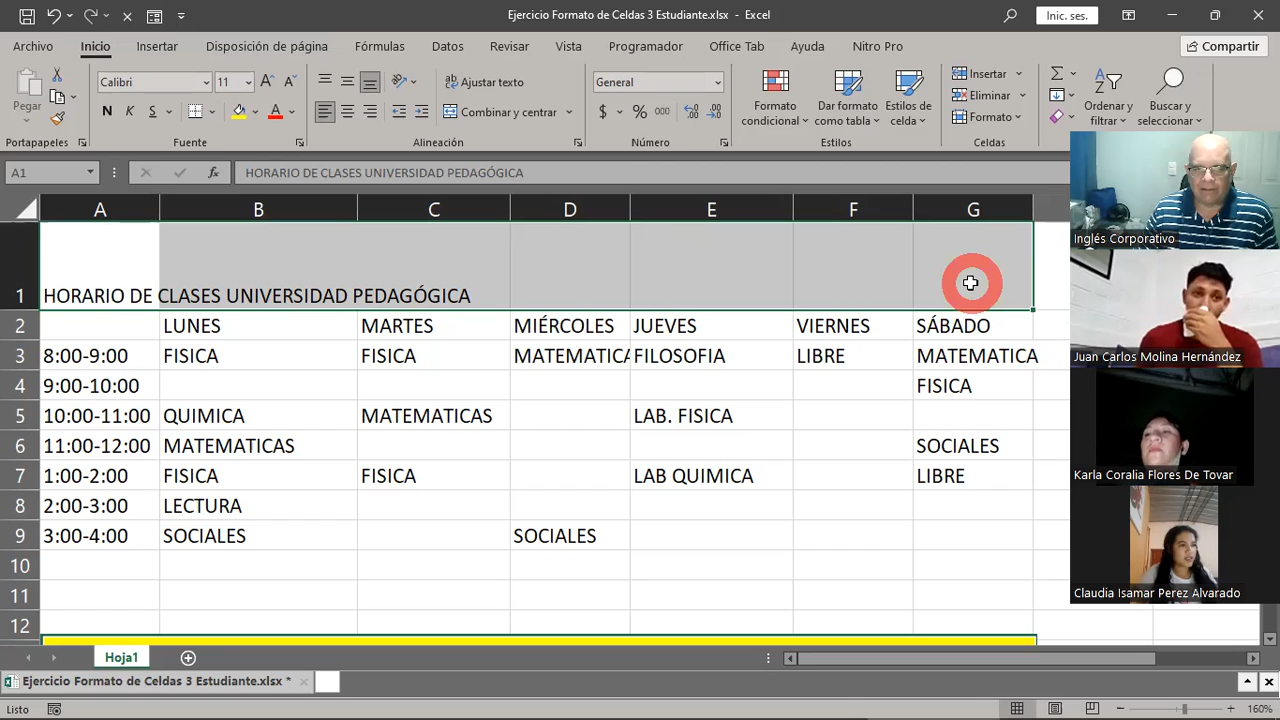 Ejercicio Formato de Celdas 3 Estudiante.xlsx - Excel
Inic. ses.
Archivo Inicio Insertar Disposición de página Fórmulas Datos Revisar Vista Programador Office Tab Ayuda Nitro Pro Compartir
Pegar
Calibri 11
N K S
Ajustar texto
Combinar y centrar
General
$ % 000
Formato condicional
Dar formato como tabla
Estilos de celda
Insertar
Eliminar
Formato
Ordenar y filtrar
Buscar y seleccionar
Portapapeles Fuente Alineación Número Estilos Celdas
A1 fx HORARIO DE CLASES UNIVERSIDAD PEDAGÓGICA
A B C D E F G
1 HORARIO DE CLASES UNIVERSIDAD PEDAGÓGICA
2 LUNES MARTES MIÉRCOLES JUEVES VIERNES SÁBADO
3 8:00-9:00 FISICA FISICA MATEMATICA FILOSOFIA LIBRE MATEMATICA
4 9:00-10:00 FISICA
5 10:00-11:00 QUIMICA MATEMATICAS LAB. FISICA
6 11:00-12:00 MATEMATICAS SOCIALES
7 1:00-2:00 FISICA FISICA LAB QUIMICA LIBRE
8 2:00-3:00 LECTURA
9 3:00-4:00 SOCIALES SOCIALES
10
11
12
Inglés Corporativo
Juan Carlos Molina Hernández
Karla Coralia Flores De Tovar
Claudia Isamar Perez Alvarado
Hoja1
Ejercicio Formato de Celdas 3 Estudiante.xlsx *
Listo
160%